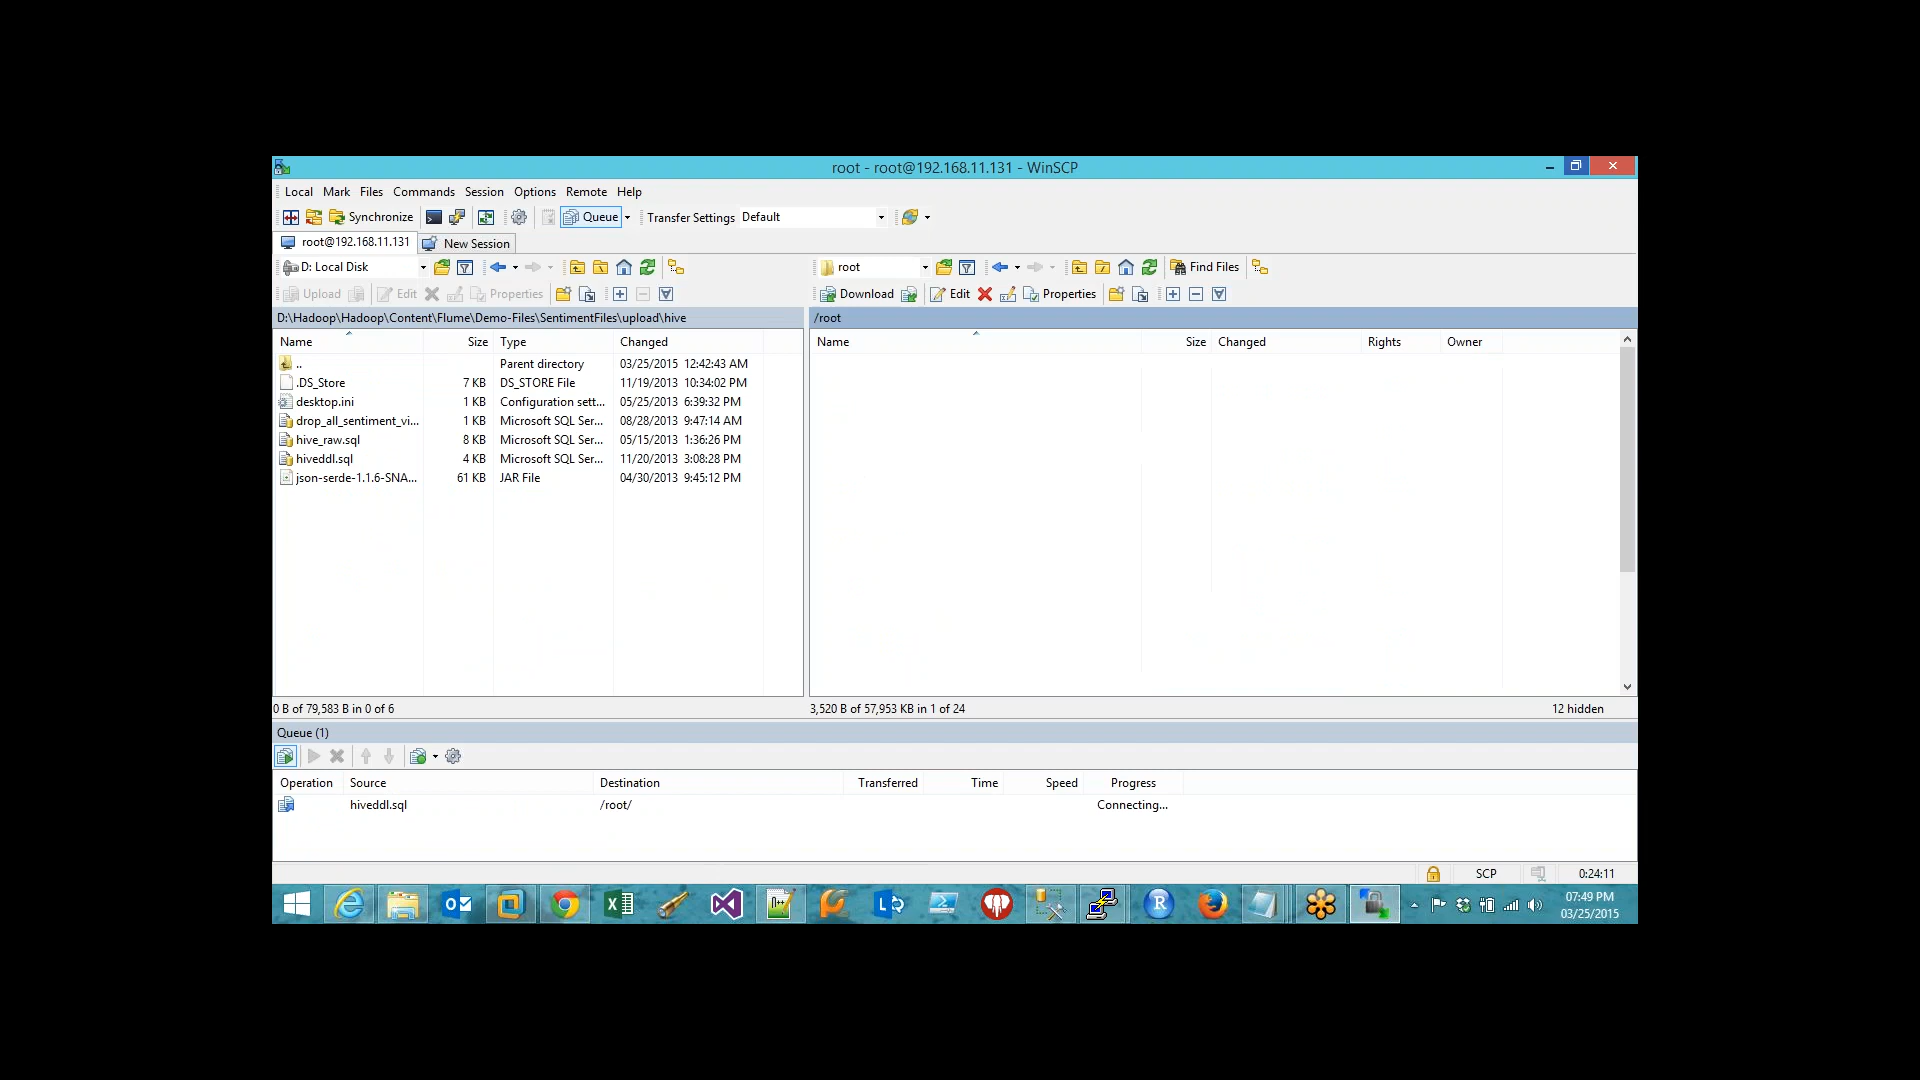 root - root@192.168.11.131 - WinSCP
Local Mark Files Commands Session Options Remote Help
Synchronize Queue Transfer Settings Default
root@192.168.11.131 New Session
D: Local Disk root Find Files
Upload Edit Properties Download Edit Properties
D:\Hadoop\Hadoop\Content\Flume\Demo-Files\SentimentFiles\upload\hive /root
Name Size Type Changed Name Size Changed Rights Owner
.. Parent directory 03/25/2015 12:42:43 AM
.DS_Store 7 KB DS_STORE File 11/19/2013 10:34:02 PM
desktop.ini 1 KB Configuration sett... 05/25/2013 6:39:32 PM
drop_all_sentiment_vi... 1 KB Microsoft SQL Ser... 08/28/2013 9:47:14 AM
hive_raw.sql 8 KB Microsoft SQL Ser... 05/15/2013 1:36:26 PM
hiveddl.sql 4 KB Microsoft SQL Ser... 11/20/2013 3:08:28 PM
json-serde-1.1.6-SNA... 61 KB JAR File 04/30/2013 9:45:12 PM
0 B of 79,583 B in 0 of 6 3,520 B of 57,953 KB in 1 of 24 12 hidden
Queue (1)
Operation Source Destination Transferred Time Speed Progress
hiveddl.sql /root/ Connecting...
SCP 0:24:11
07:49 PM
03/25/2015